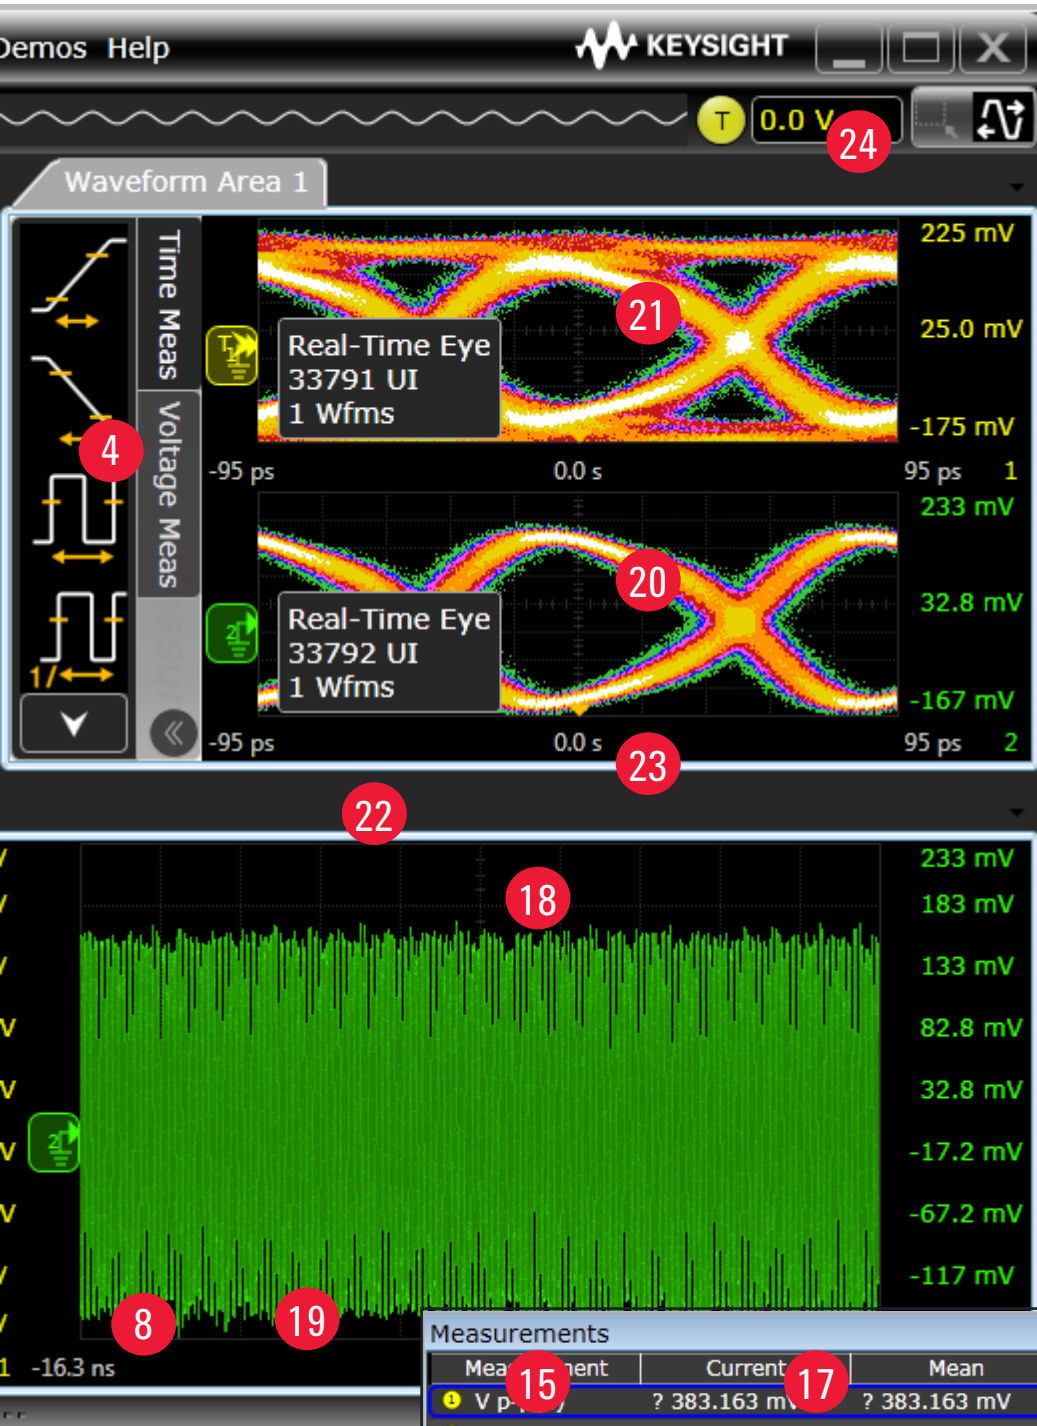 Demos Help KEYSIGHT
T 0.0 V 24
Waveform Area 1
Time Meas
Voltage Meas
4
1/
225 mV
21
Real-Time Eye
33791 UI
1 Wfms
25.0 mV
-175 mV
-95 ps 0.0 s 95 ps 1
233 mV
20
Real-Time Eye
33792 UI
1 Wfms
2
32.8 mV
-167 mV
-95 ps 0.0 s 95 ps 2
23
22
233 mV
18
183 mV
133 mV
V 82.8 mV
V 32.8 mV
V 2 -17.2 mV
V -67.2 mV
-117 mV
8 19
1 -16.3 ns
Measurements
Current Mean
15 17
1 V ? 383.163 ? 383.163 mV